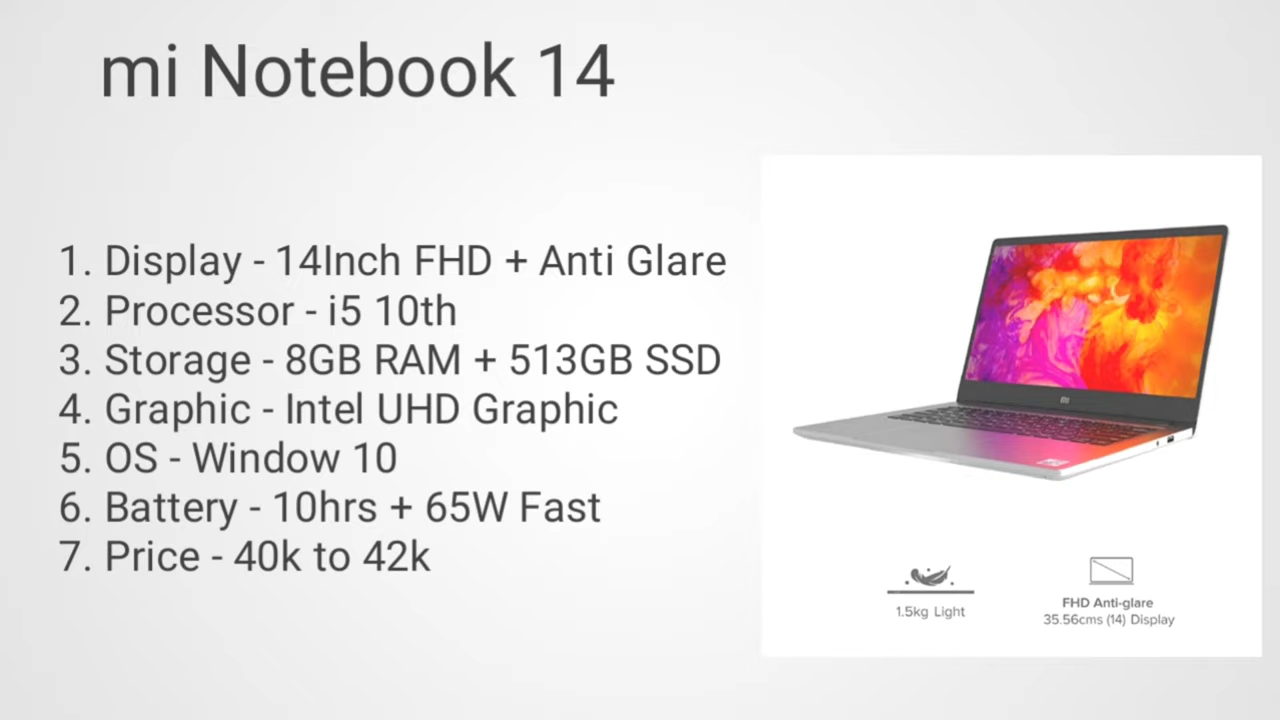 mi Notebook 14
1. Display - 14Inch FHD + Anti Glare
2. Processor - i5 10th
3. Storage - 8GB RAM + 513GB SSD
4. Graphic - Intel UHD Graphic
5. OS - Window 10
6. Battery - 10hrs + 65W Fast
7. Price - 40k to 42k
mi
1.5kg Light
FHD Anti-glare
35.56cms (14) Display